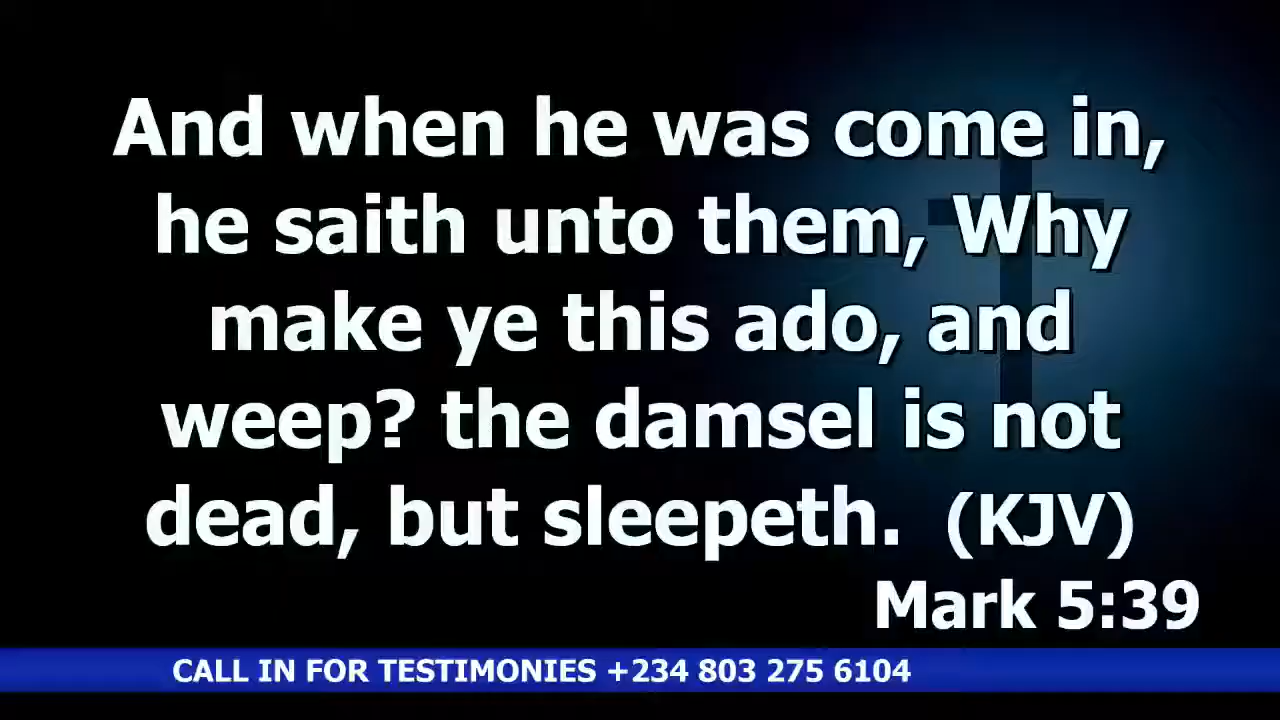 And when he was come in,
he saith unto them, Why
make ye this ado, and
weep? the damsel is not
dead, but sleepeth. (KJV)
Mark 5:39
CALL IN FOR TESTIMONIES +234 803 275 6104